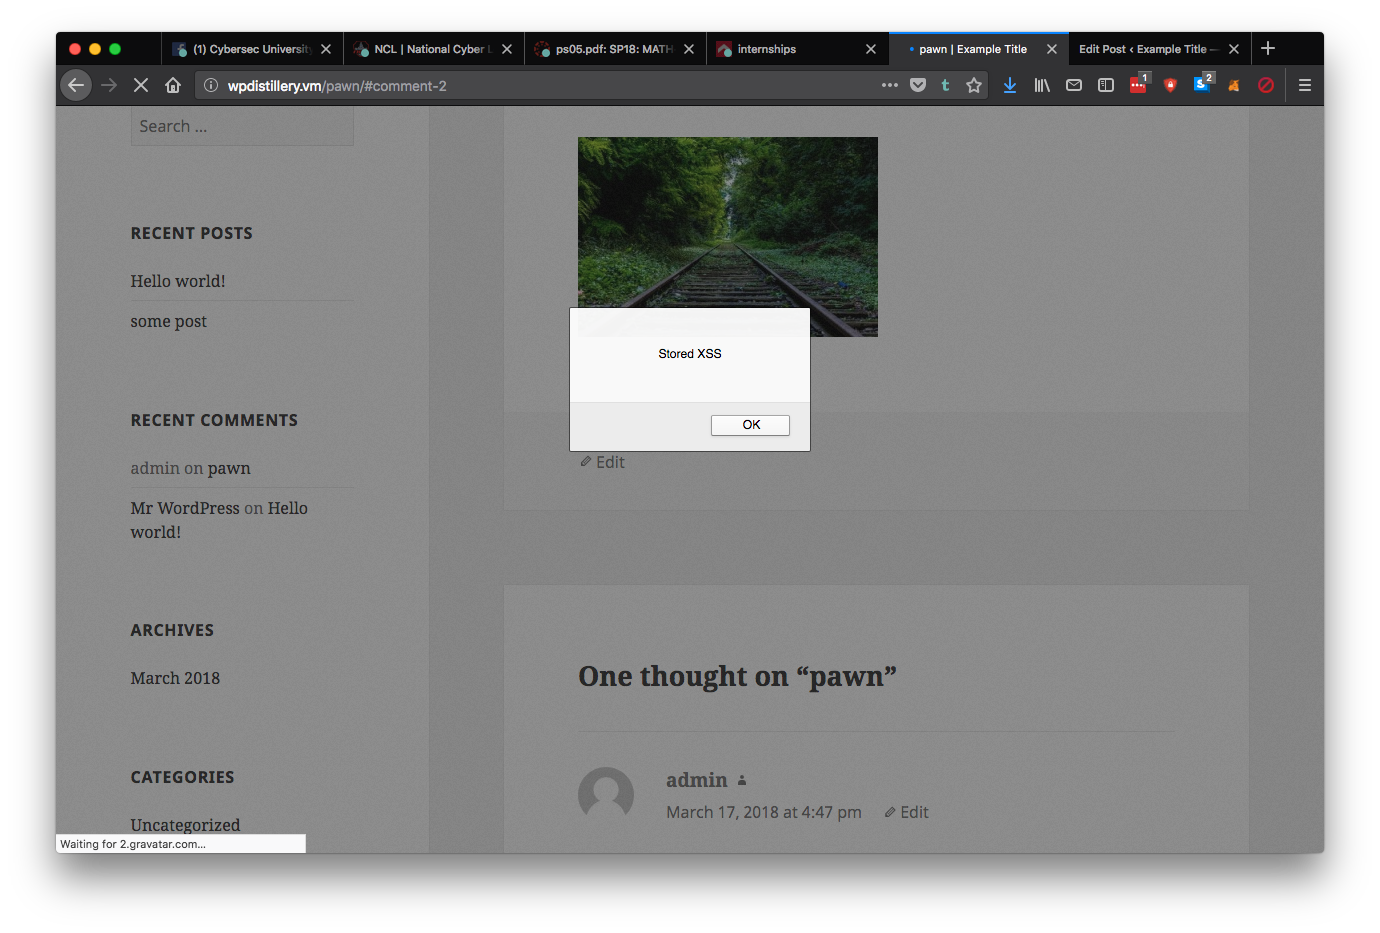 (1) Cybersec University
NCL | National Cyber L
ps05.pdf: SP18: MATH
internships
pawn | Example Title
Edit Post ‹ Example Title —
wpdistillery.vm/pawn/#comment-2
1
2
Search ...
RECENT POSTS
Hello world!
some post
RECENT COMMENTS
admin on pawn
Mr WordPress on Hello
world!
ARCHIVES
March 2018
CATEGORIES
Uncategorized
Waiting for 2.gravatar.com...
Stored XSS
OK
Edit
One thought on “pawn”
admin
March 17, 2018 at 4:47 pm
Edit